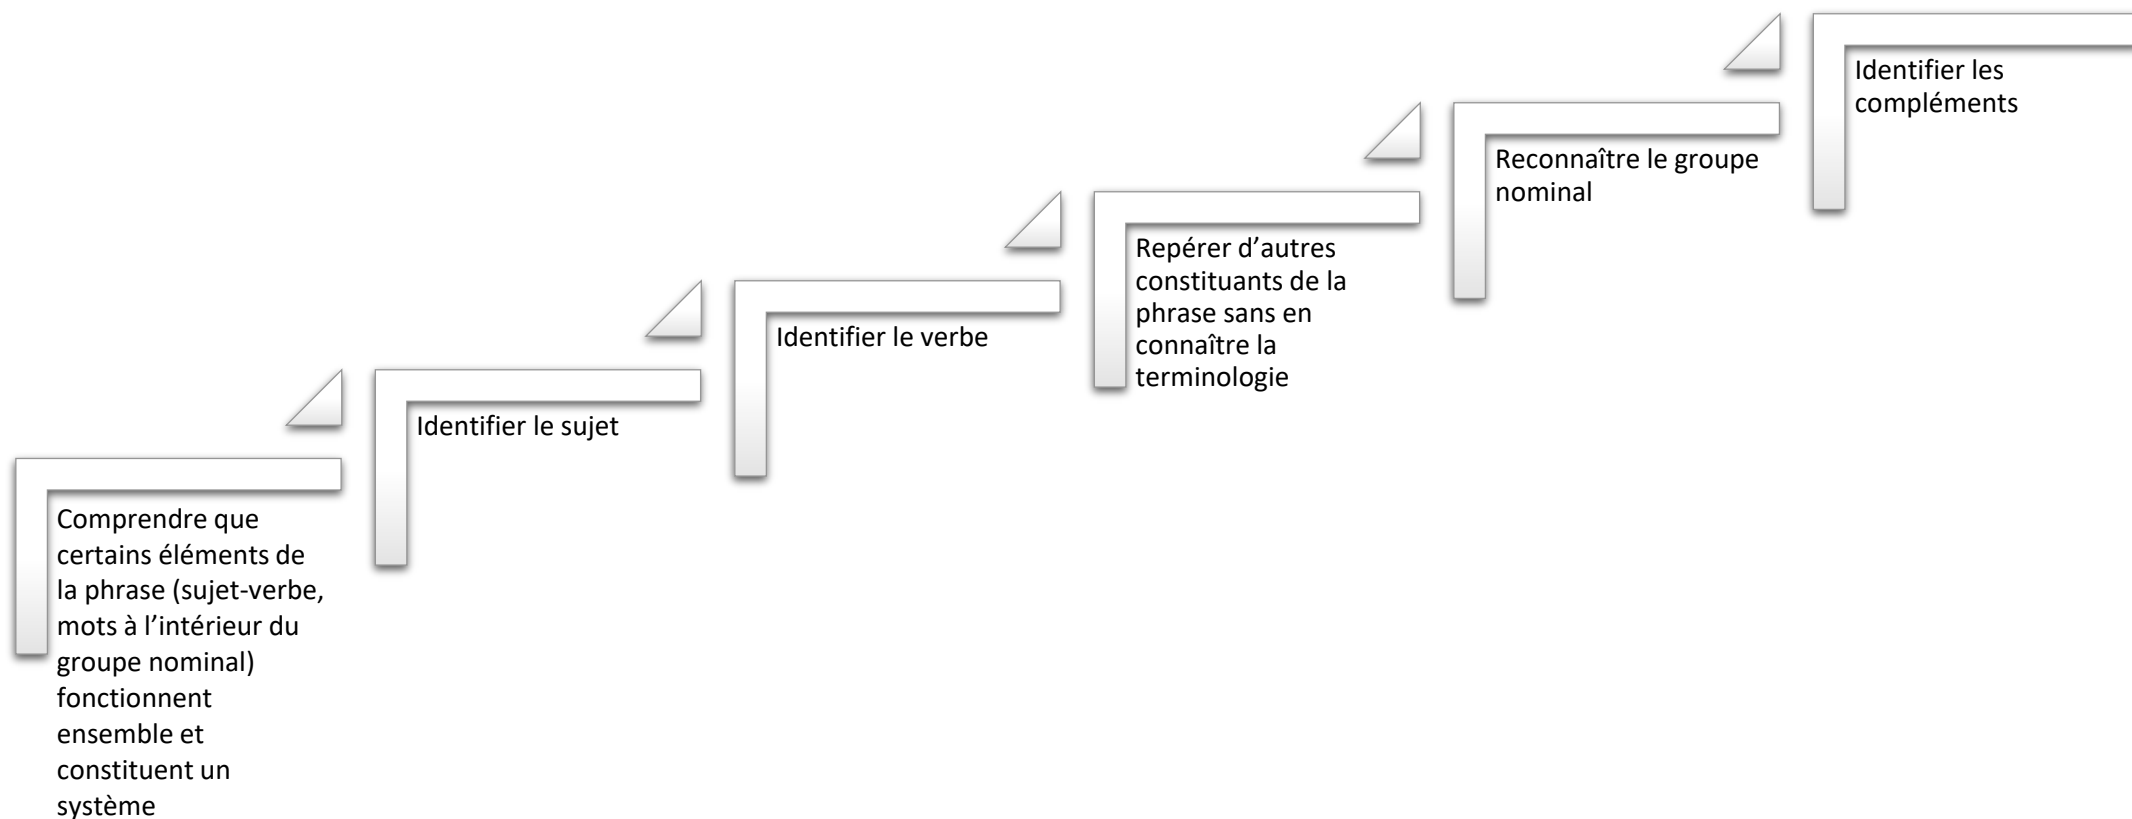 Comprendre que
certains éléments de
la phrase (sujet-verbe,
mots à l’intérieur du
groupe nominal)
fonctionnent
ensemble et
constituent un
système
Identifier le sujet
Identifier le verbe
Repérer d’autres
constituants de la
phrase sans en
connaître la
terminologie
Reconnaître le groupe
nominal
Identifier les
compléments